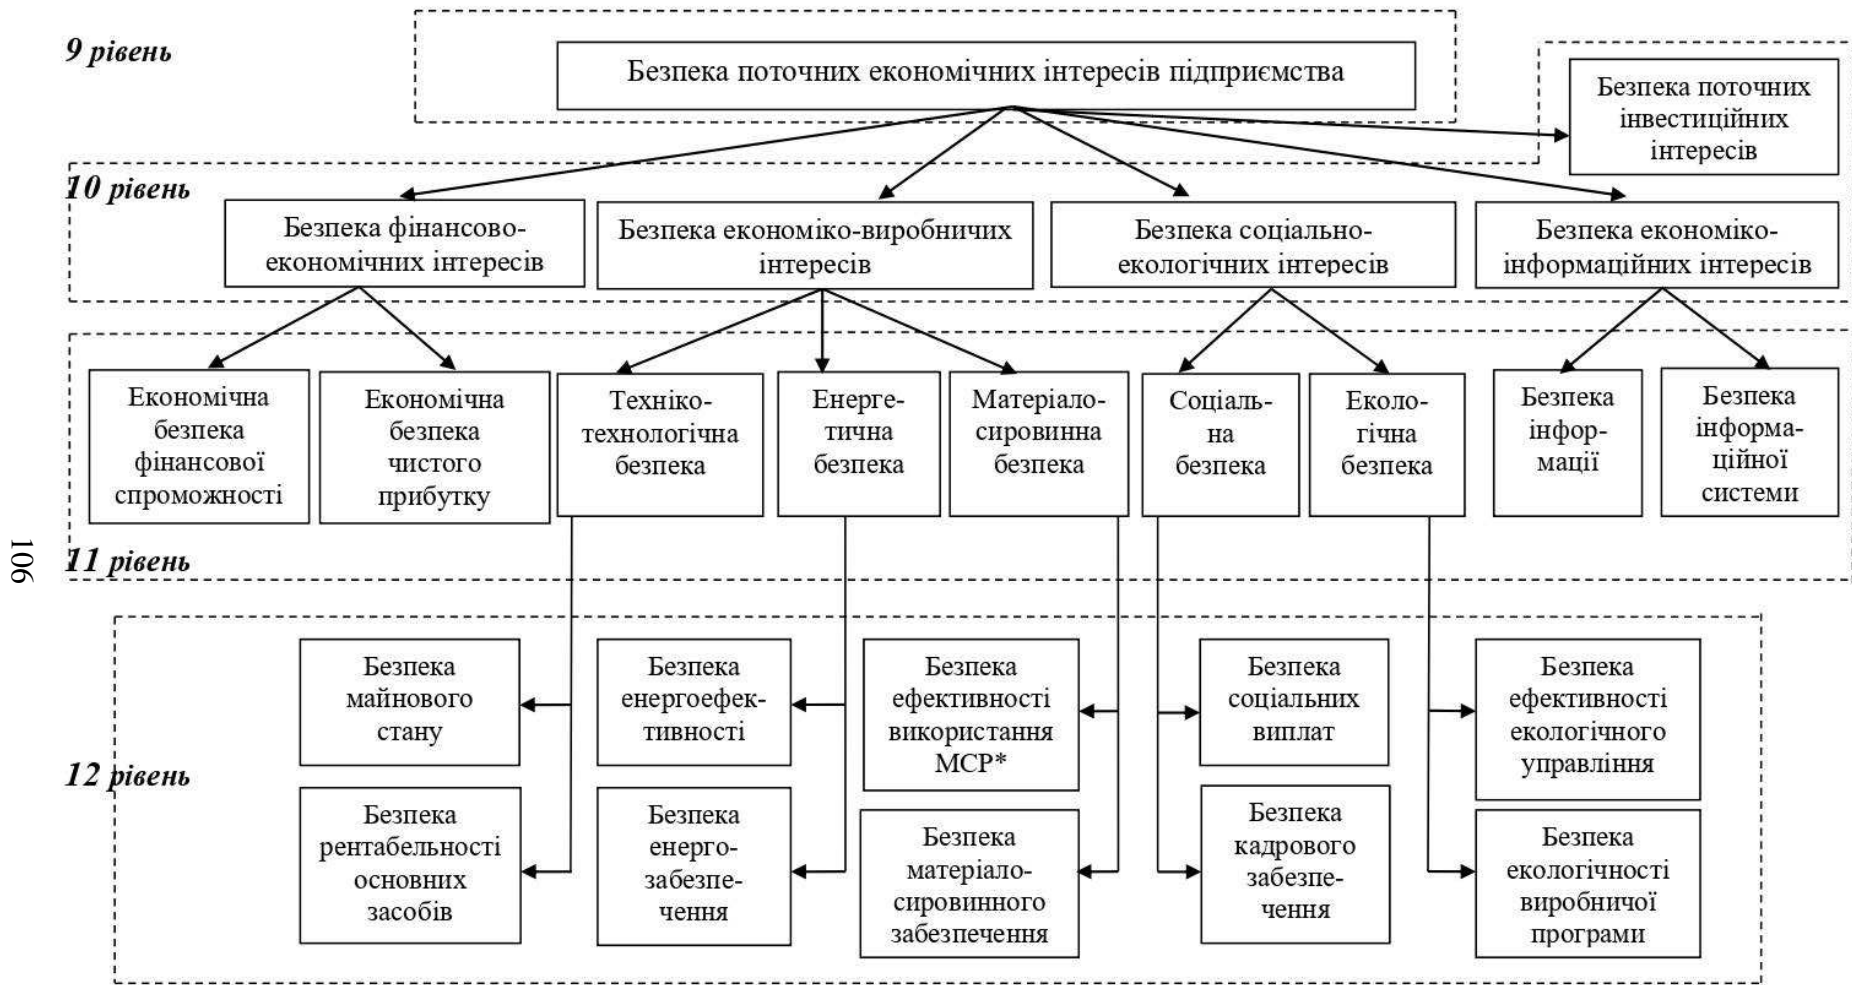 9 рівень
Безпека поточних економічних інтересів підприємства
Безпека поточних
інвестиційних
інтересів
10 рівень
Безпека фінансово-
економічних інтересів
Безпека економіко-виробничих
інтересів
Безпека соціально-
екологічних інтересів
Безпека економіко-
інформаційних інтересів
Економічна
безпека
фінансової
спроможності
Економічна
безпека
чистого
прибутку
Техніко-
технологічна
безпека
Енерге-
тична
безпека
Матеріало-
сировинна
безпека
Соціаль-
на
безпека
Еколо-
гічна
безпека
Безпека
інфор-
мації
Безпека
інформа-
ційної
системи
11 рівень
106
12 рівень
Безпека
майнового
стану
Безпека
енергоефек-
тивності
Безпека
ефективності
використання
МСР*
Безпека
соціальних
виплат
Безпека
ефективності
екологічного
управління
Безпека
рентабельності
основних
засобів
Безпека
енерго-
забезпе-
чення
Безпека
матеріало-
сировинного
забезпечення
Безпека
кадрового
забезпе-
чення
Безпека
екологічності
виробничої
програми